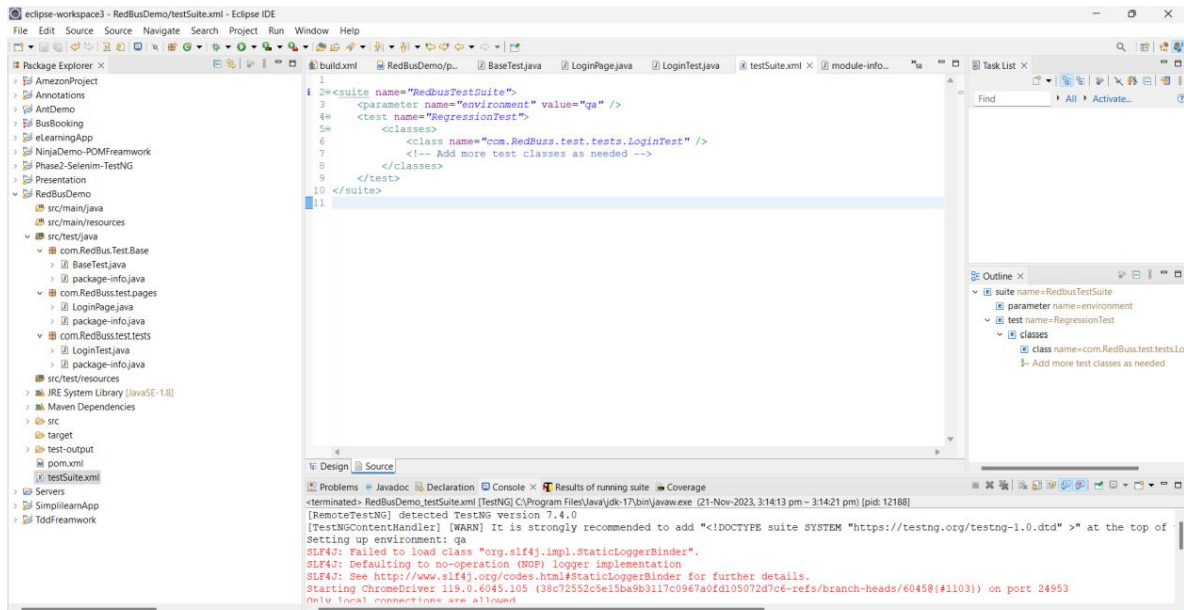 eclipse-workspace3 - RedBusDemo/testSuite.xml - Eclipse IDE
File Edit Source Source Navigate Search Project Run Window Help
Package Explorer
AmezonProject
Annotations
AntDemo
BusBooking
eLearningApp
NinjaDemo-POMFreamwork
Phase2-Selenim-TestNG
Presentation
RedBusDemo
src/main/java
src/main/resources
src/test/java
com.RedBus.Test.Base
BaseTest.java
package-info.java
com.RedBuss.test.pages
LoginPage.java
package-info.java
com.RedBuss.test.tests
LoginTest.java
package-info.java
src/test/resources
JRE System Library [JavaSE-1.8]
Maven Dependencies
src
target
test-output
pom.xml
testSuite.xml
Servers
SimplilearnApp
TddFreamwork
build.xml RedBusDemo/p... BaseTest.java LoginPage.java LoginTest.java testSuite.xml module-info...
1
2 <suite name="RedbusTestSuite">
3 <parameter name="environment" value="qa" />
4 <test name="RegressionTest">
5 <classes>
6 <class name="com.RedBuss.test.tests.LoginTest" />
7 <!-- Add more test classes as needed -->
8 </classes>
9 </test>
10 </suite>
11
Design Source
Task List
Find All Activate...
Outline
suite name=RedbusTestSuite
parameter name=environment
test name=RegressionTest
classes
class name=com.RedBuss.test.tests.Lo
Add more test classes as needed
Problems Javadoc Declaration Console Results of running suite Coverage
<terminated> RedBusDemo_testSuite.xml [TestNG] C:\Program Files\Java\jdk-17\bin\javaw.exe (21-Nov-2023, 3:14:13 pm – 3:14:21 pm) [pid: 12188]
[RemoteTestNG] detected TestNG version 7.4.0
[TestNGContentHandler] [WARN] It is strongly recommended to add "<!DOCTYPE suite SYSTEM "https://testng.org/testng-1.0.dtd" >" at the top of
Setting up environment: qa
SLF4J: Failed to load class "org.slf4j.impl.StaticLoggerBinder".
SLF4J: Defaulting to no-operation (NOP) logger implementation
SLF4J: See http://www.slf4j.org/codes.html#StaticLoggerBinder for further details.
Starting ChromeDriver 119.0.6045.105 (38c72552c5e15ba9b3117c0967a0fd105072d7c6-refs/branch-heads/6045@{#1103}) on port 24953
Only local connections are allowed